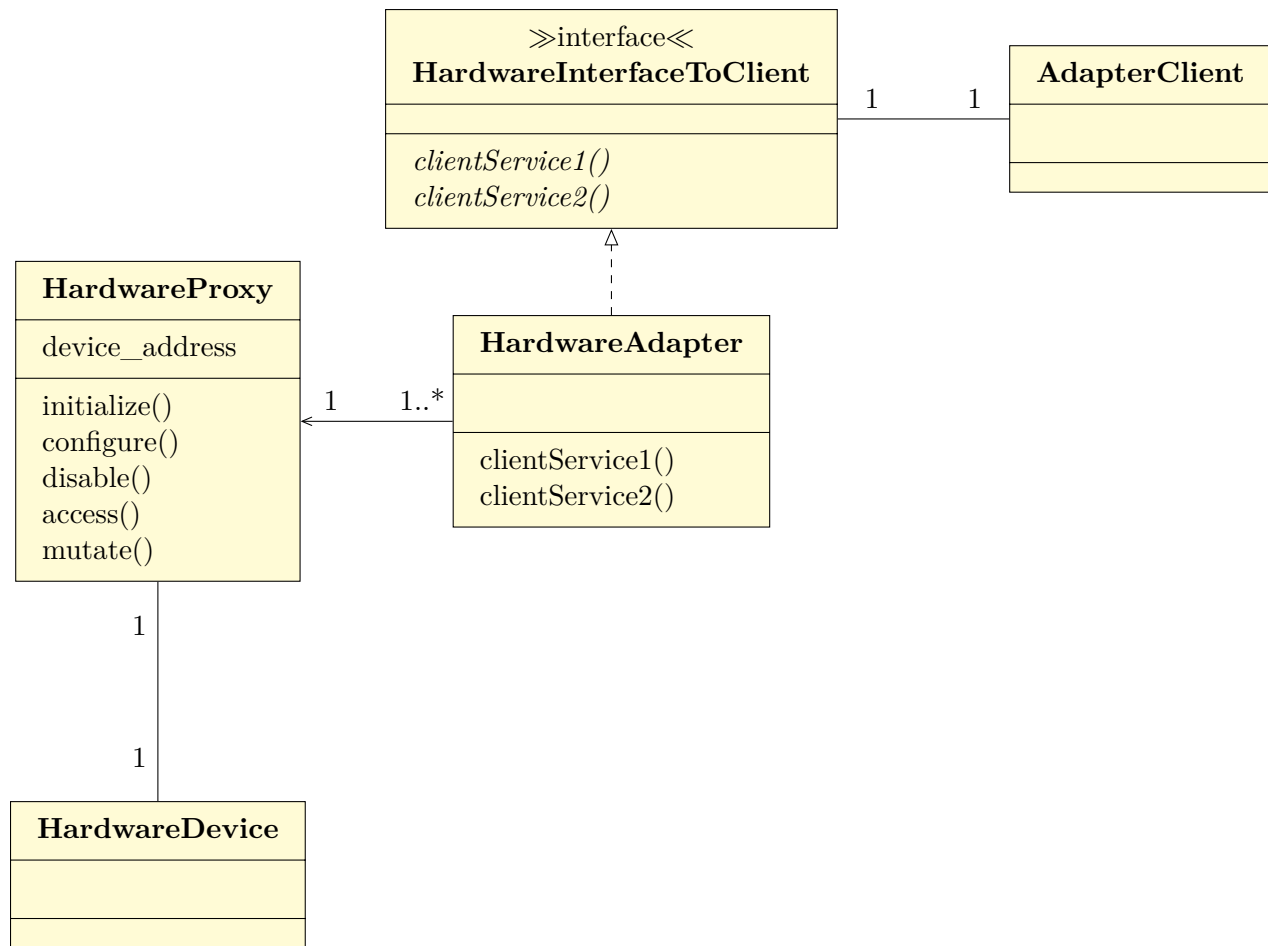 ≫interface≪
HardwareInterfaceToClient
clientService1()
clientService2()
1
1
AdapterClient
HardwareProxy
device_address
initialize()
configure()
disable()
access()
mutate()
1
1..*
HardwareAdapter
clientService1()
clientService2()
1
1
HardwareDevice